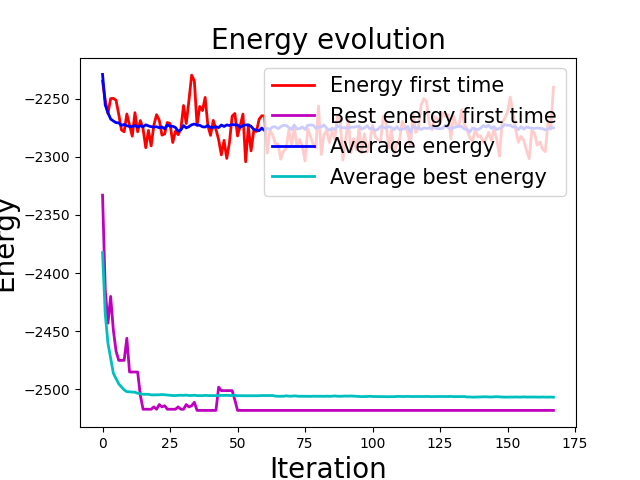 Energy evolution
Energy first time
Best energy first time
Average energy
Average best energy
−2250
−2300
−2350
−2400
−2450
−2500
Energy
0
25
50
75
100
125
150
175
Iteration